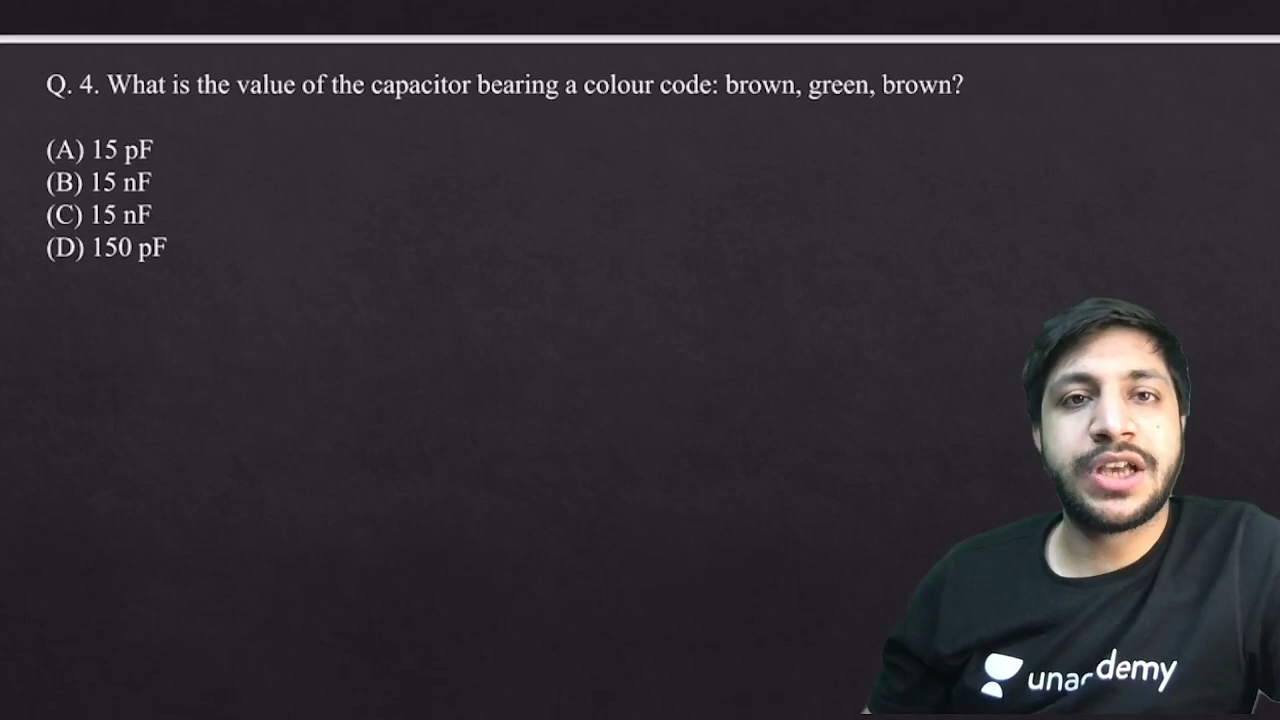 Q. 4. What is the value of the capacitor bearing a colour code: brown, green, brown?
(A) 15 pF
(B) 15 nF
(C) 15 nF
(D) 150 pF
unacdemy